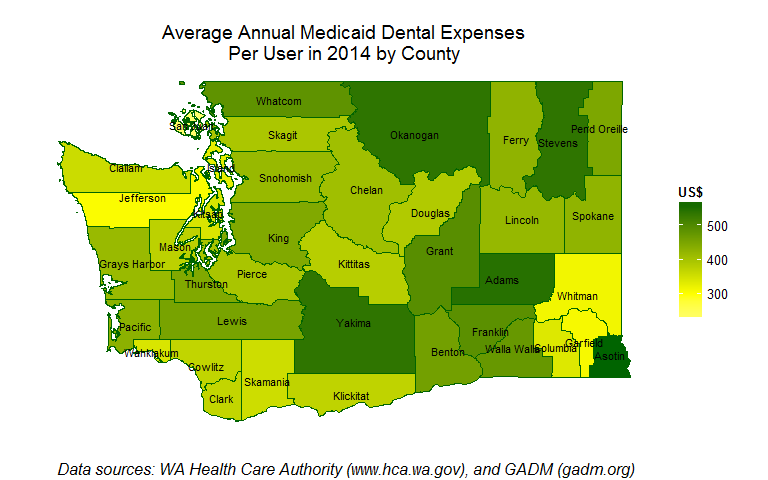 Average Annual Medicaid Dental Expenses
Per User in 2014 by County
Whatcom
San Juan
Skagit
Okanogan
Ferry
Stevens
Pend Oreille
Clallam
Island
Snohomish
Chelan
Jefferson
Kitsap
Douglas
Lincoln
Spokane
King
Mason
Grant
Grays Harbor
Kittitas
Pierce
Thurston
Adams
Whitman
Pacific
Lewis
Yakima
Franklin
Wahkiakum
Benton
Walla Walla
Columbia
Garfield
Asotin
Cowlitz
Skamania
Clark
Klickitat
US$
500
400
300
Data sources: WA Health Care Authority (www.hca.wa.gov), and GADM (gadm.org)